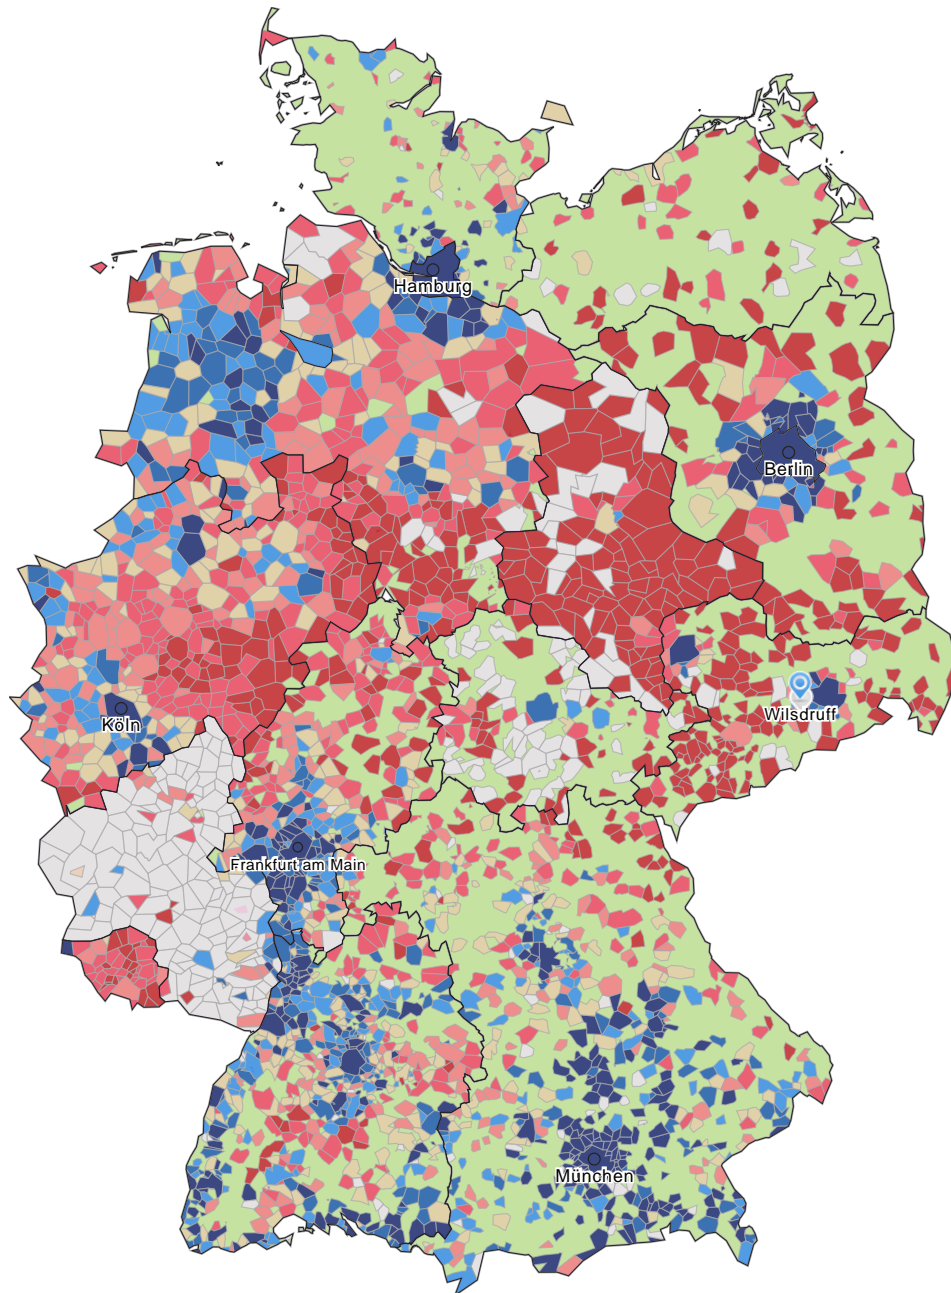 Hamburg
Berlin
Köln
Wilsdruff
Frankfurt am Main
München